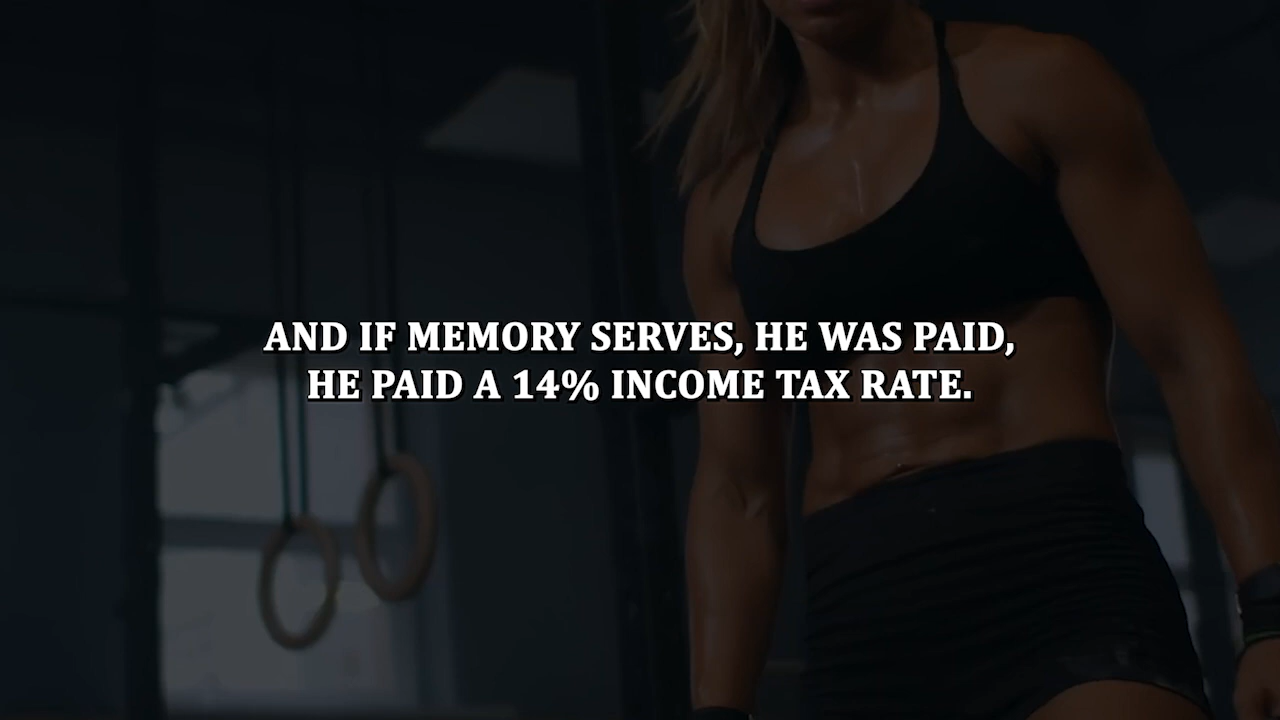 AND IF MEMORY SERVES, HE WAS PAID,
HE PAID A 14% INCOME TAX RATE.